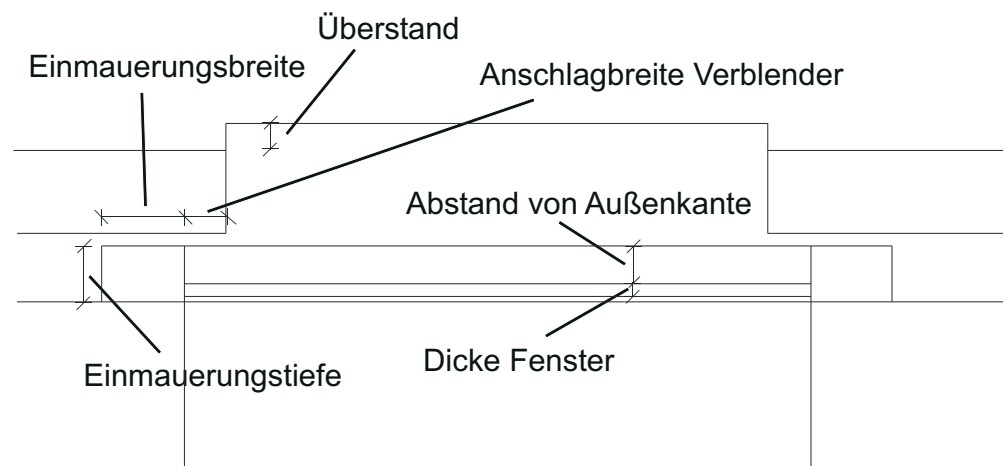 Überstand
Einmauerungsbreite
Anschlagbreite Verblender
Abstand von Außenkante
Dicke Fenster
Einmauerungstiefe